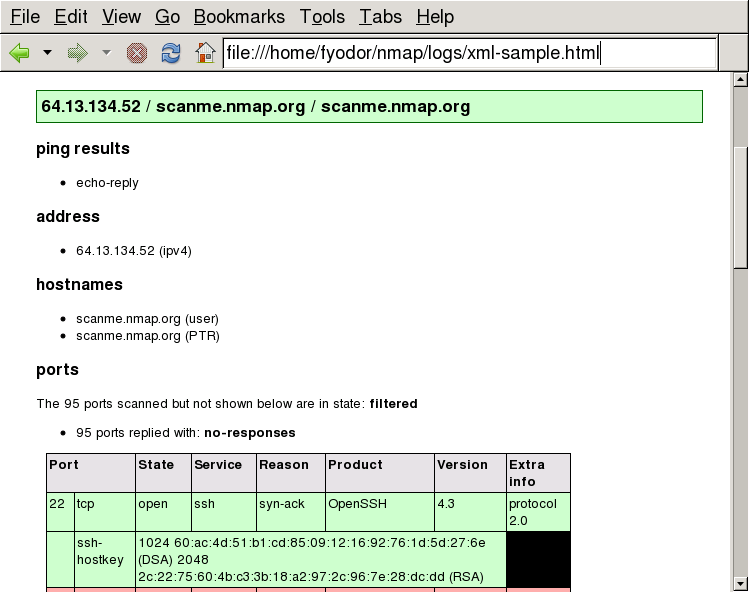 File Edit View Go Bookmarks Tools Tabs Help
file:///home/fyodor/nmap/logs/xml-sample.html
64.13.134.52 / scanme.nmap.org / scanme.nmap.org
ping results
echo-reply
address
64.13.134.52 (ipv4)
hostnames
scanme.nmap.org (user)
scanme.nmap.org (PTR)
ports
The 95 ports scanned but not shown below are in state: filtered
95 ports replied with: no-responses
Port State Service Reason Product Version Extra
info
22 tcp open ssh syn-ack OpenSSH 4.3 protocol
2.0
ssh- 1024 60:ac:4d:51:b1:cd:85:09:12:16:92:76:1d:5d:27:6e
hostkey (DSA) 2048
2c:22:75:60:4b:c3:3b:18:a2:97:2c:96:7e:28:dc:dd (RSA)